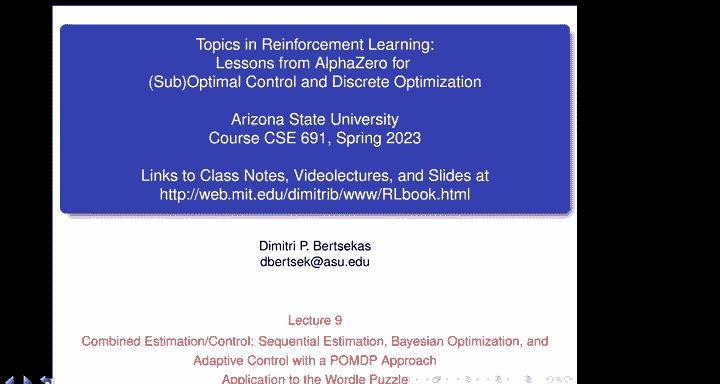 Topics in Reinforcement Learning:
Lessons from AlphaZero for
(Sub)Optimal Control and Discrete Optimization
Arizona State University
Course CSE 691, Spring 2023
Links to Class Notes, Videolectures, and Slides at
http://web.mit.edu/dimitrib/www/RLbook.html
Dimitri P. Bertsekas
dbertsek@asu.edu
Lecture 9
Combined Estimation/Control: Sequential Estimation, Bayesian Optimization, and
Adaptive Control with a POMDP Approach
Application to the Wordle Puzzle